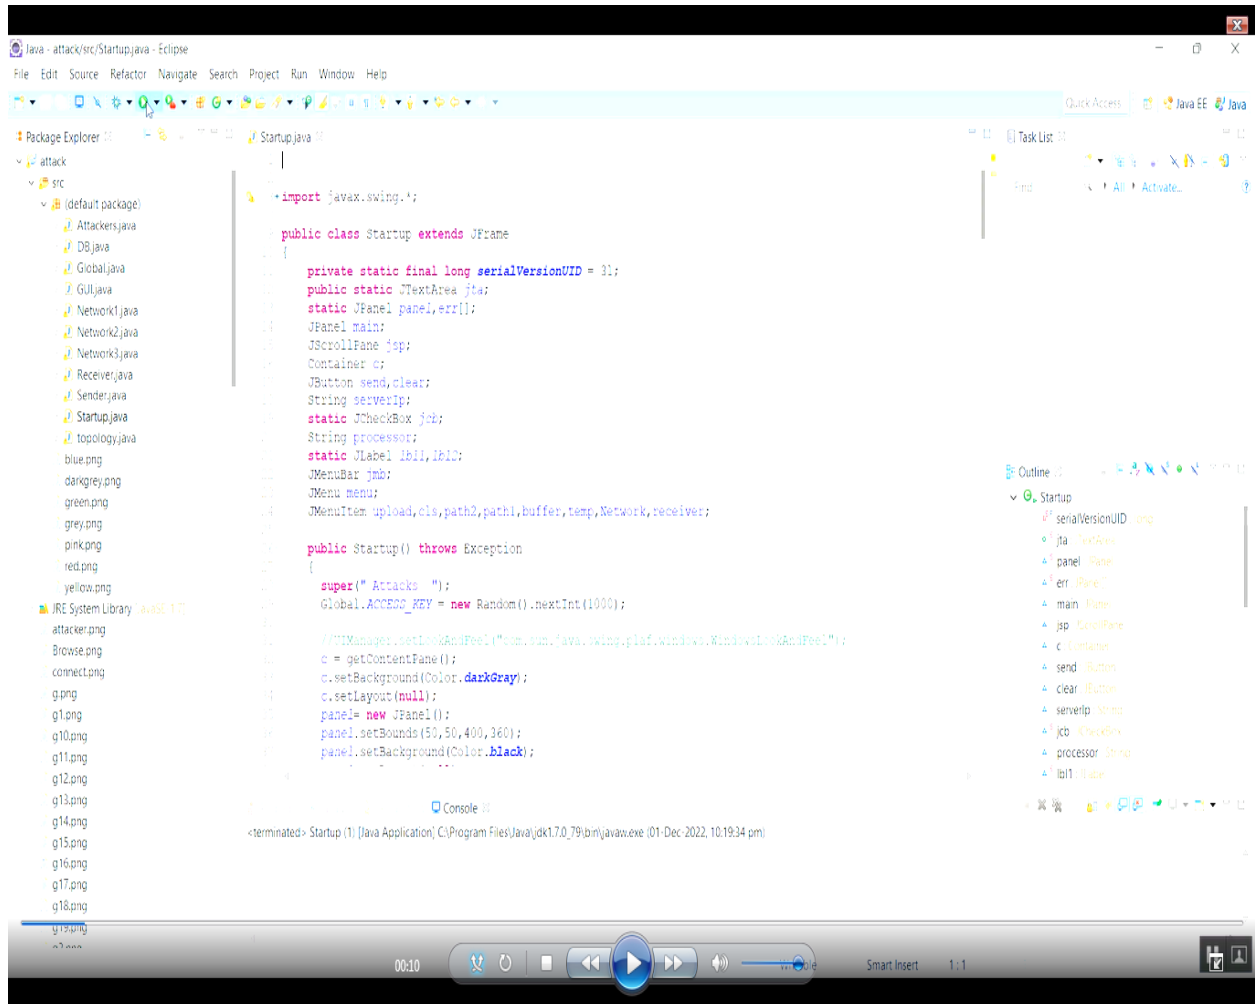 Java - attack/src/Startup.java - Eclipse
File Edit Source Refactor Navigate Search Project Run Window Help
Quick Access Java EE Java
Package Explorer
attack
src
(default package)
Attackers.java
DB.java
Global.java
GUI.java
Network1.java
Network2.java
Network3.java
Receiver.java
Sender.java
Startup.java
topology.java
blue.png
darkgrey.png
green.png
grey.png
pink.png
red.png
yellow.png
JRE System Library
attacker.png
Browse.png
connect.png
g.png
g1.png
g10.png
g11.png
g12.png
g13.png
g14.png
g15.png
g16.png
g17.png
g18.png
g19.png
Startup.java
import javax.swing.*;
public class Startup extends JFrame
{
private static final long serialVersionUID = 3l;
public static JTextArea jta;
static JPanel panel,err[];
JPanel main;
JScrollPane jsp;
Container c;
JButton send,clear;
String serverIp;
static JCheckBox jcb;
String processor;
static JLabel lbl1,lbl2;
JMenuBar jmb;
JMenu menu;
JMenuItem upload,cls,path2,path1,buffer,temp,Network,receiver;
public Startup() throws Exception
{
super(" Attacks ");
Global.ACCESS_KEY = new Random().nextInt(1000);
//UIManager.setLookAndFeel("com.sun.java.swing.plaf.windows.WindowsLookAndFeel");
c = getContentPane();
c.setBackground(Color.darkGray);
c.setLayout(null);
panel= new JPanel();
panel.setBounds(50,50,400,360);
panel.setBackground(Color.black);
Console
<terminated> Startup (1) [Java Application] C:\Program Files\Java\jdk1.7.0_79\bin\javaw.exe (01-Dec-2022, 10:19:34 pm)
Task List
Find All Activate...
Outline
Startup
serialVersionUID
jta
panel
err
main
jsp
c
send
clear
serverIp
jcb
processor
lbl1
00:10
Smart Insert 1 : 1